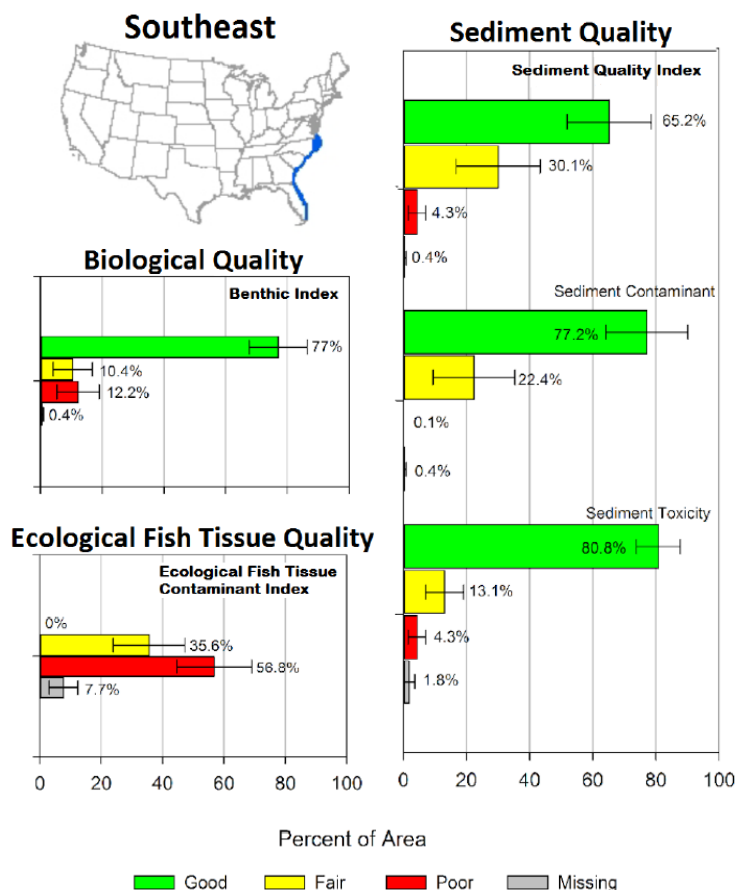 Southeast
Biological Quality
Benthic Index
77%
10.4%
12.2%
0.4%
Ecological Fish Tissue Quality
Ecological Fish Tissue
Contaminant Index
0%
35.6%
56.8%
7.7%
0 20 40 60 80 100
Sediment Quality
Sediment Quality Index
65.2%
30.1%
4.3%
0.4%
Sediment Contaminant
77.2%
22.4%
0.1%
0.4%
Sediment Toxicity
80.8%
13.1%
4.3%
1.8%
0 20 40 60 80 100
Percent of Area
Good Fair Poor Missing